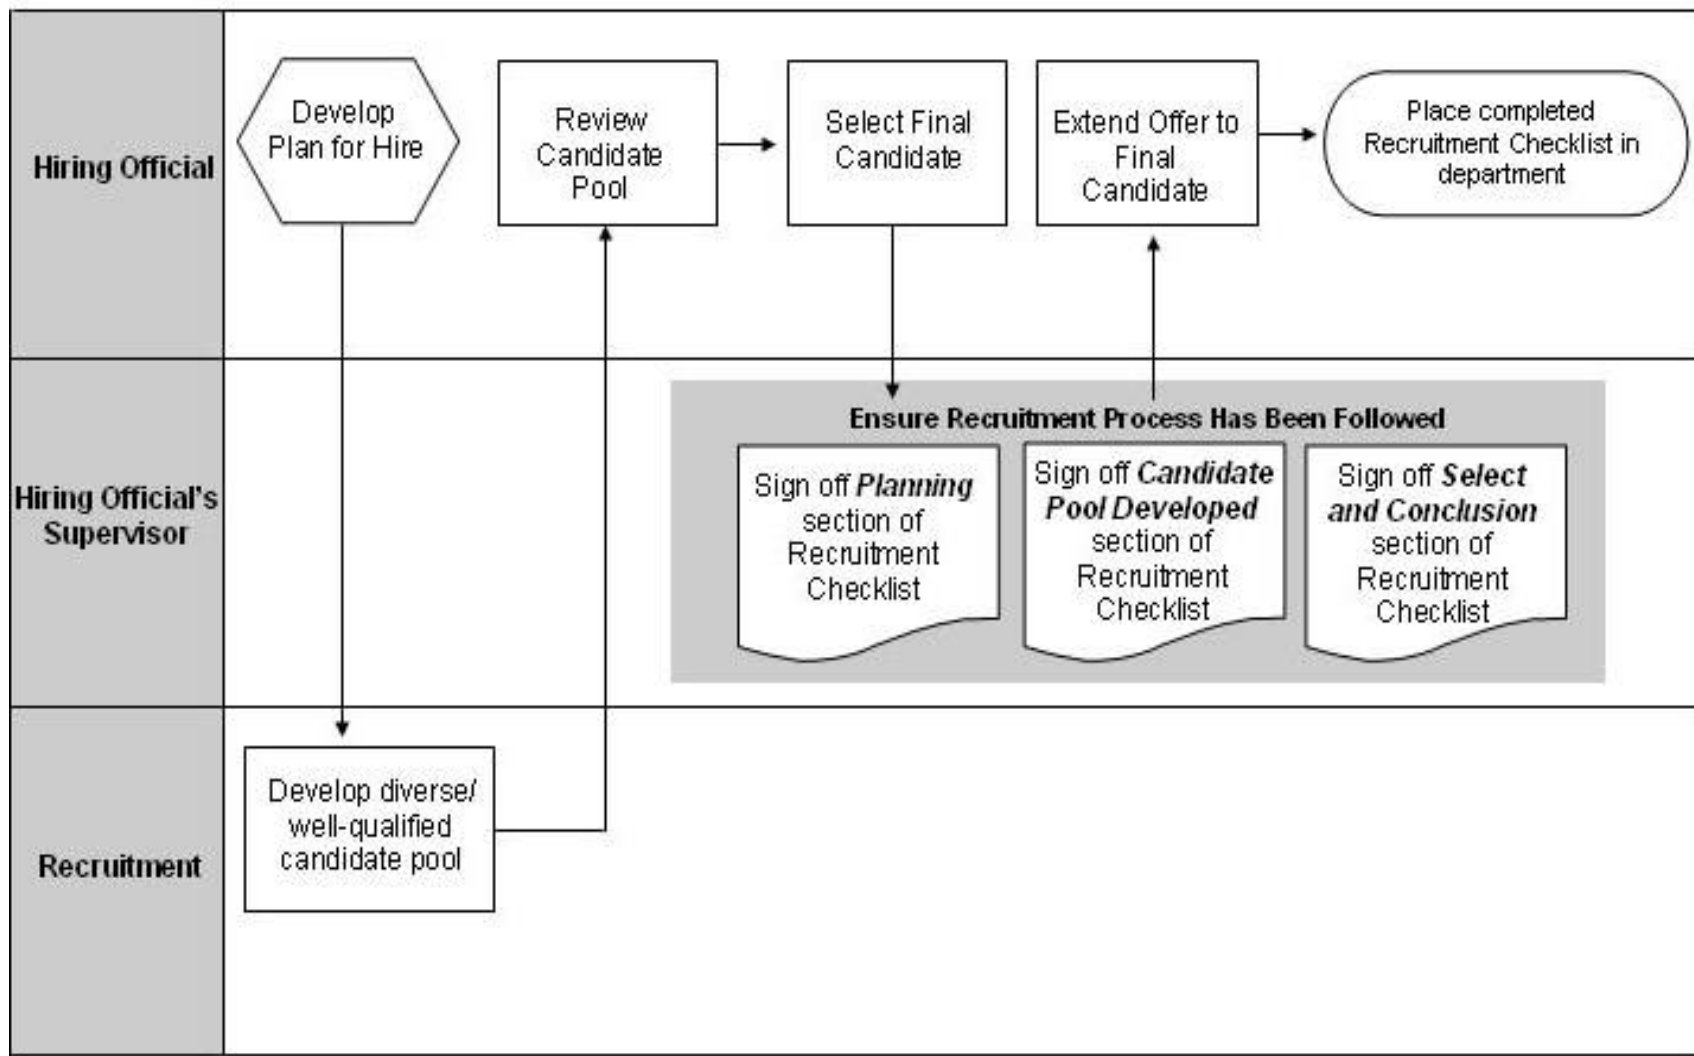 Hiring Official
Develop
Plan for Hire
Review
Candidate
Pool
Select Final
Candidate
Extend Offer to
Final
Candidate
Place completed
Recruitment Checklist in
department
Hiring Official's
Supervisor
Ensure Recruitment Process Has Been Followed
Sign off Planning
section of
Recruitment
Checklist
Sign off Candidate
Pool Developed
section of
Recruitment
Checklist
Sign off Select
and Conclusion
section of
Recruitment
Checklist
Recruitment
Develop diverse/
well-qualified
candidate pool